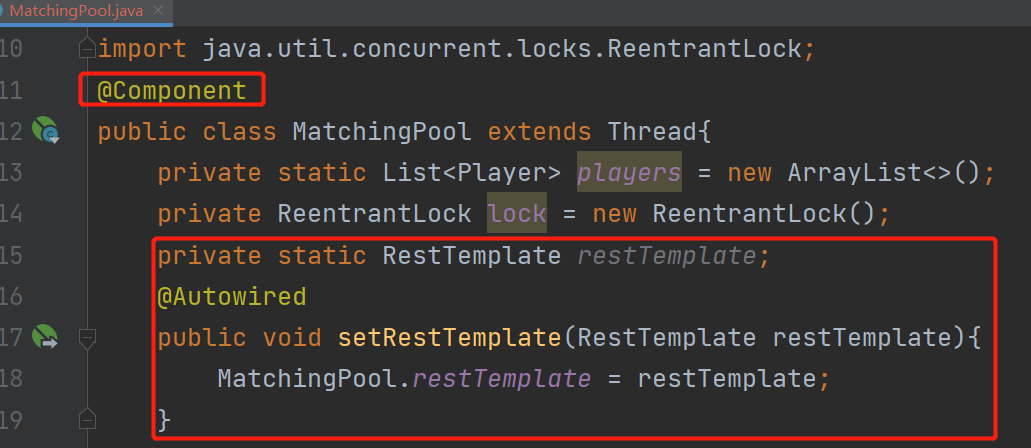 MatchingPool.java ×
10 import java.util.concurrent.locks.ReentrantLock;
11 @Component
12 public class MatchingPool extends Thread{
13 private static List<Player> players = new ArrayList<>();
14 private ReentrantLock lock = new ReentrantLock();
15 private static RestTemplate restTemplate;
16 @Autowired
17 public void setRestTemplate(RestTemplate restTemplate){
18 MatchingPool.restTemplate = restTemplate;
19 }